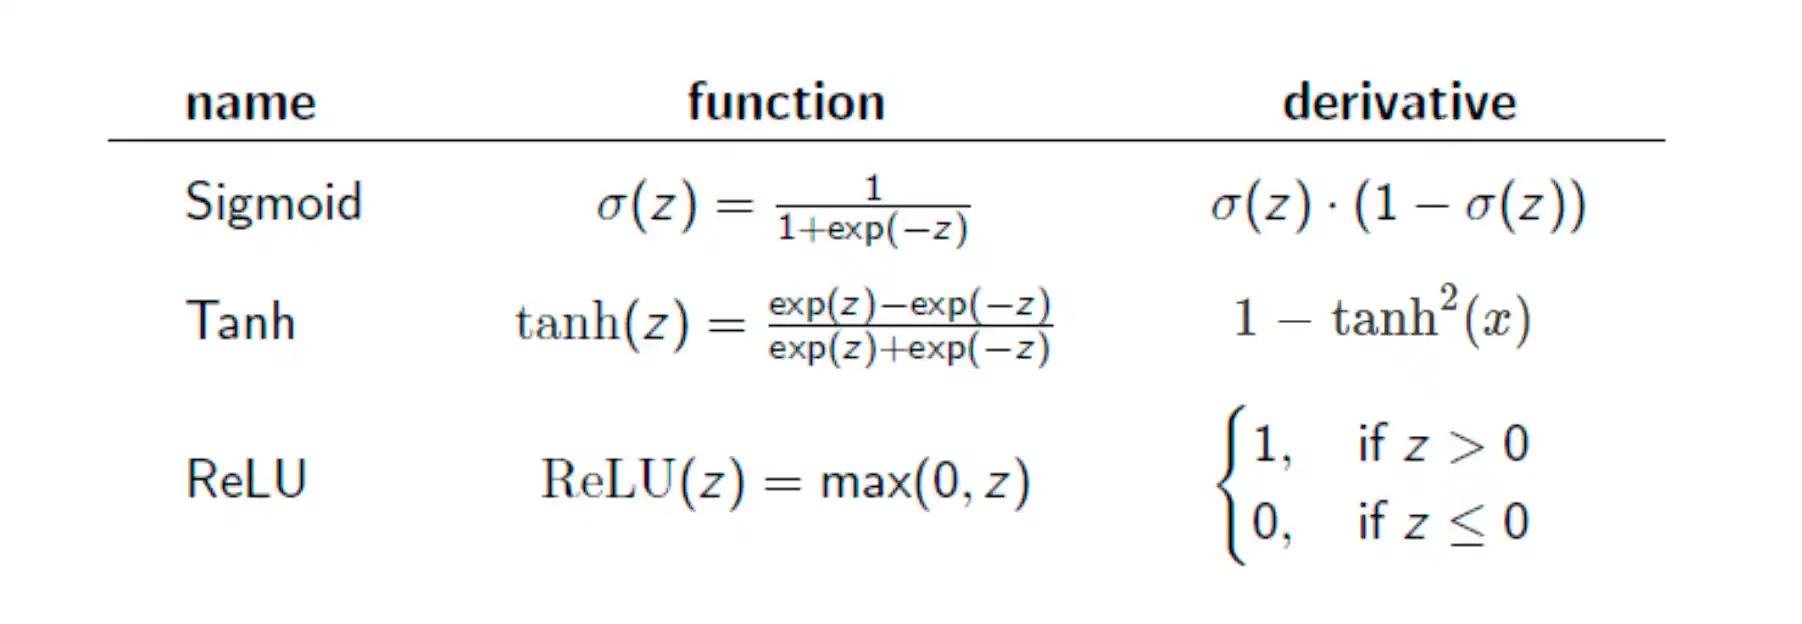 name function derivative
Sigmoid σ(z) = 1/(1+exp(−z)) σ(z) · (1 − σ(z))
Tanh tanh(z) = (exp(z)−exp(−z))/(exp(z)+exp(−z)) 1 − tanh²(x)
ReLU ReLU(z) = max(0, z) { 1, if z > 0
0, if z ≤ 0